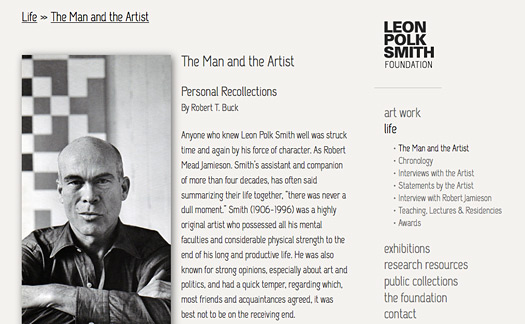 Life >> The Man and the Artist
The Man and the Artist
Personal Recollections
By Robert T. Buck
Anyone who knew Leon Polk Smith well was struck
time and again by his force of character. As Robert
Mead Jamieson, Smith's assistant and companion
of more than four decades, has often said
summarizing their life together, "there was never a
dull moment." Smith (1906-1996) was a highly
original artist who possessed all his mental
faculties and considerable physical strength to the
end of his long and productive life. He was also
known for strong opinions, especially about art and
politics, and had a quick temper, regarding which,
most friends and acquaintances agreed, it was
best not to be on the receiving end.
LEON
POLK
SMITH
FOUNDATION
art work
life
• The Man and the Artist
• Chronology
• Interviews with the Artist
• Statements by the Artist
• Interview with Robert Jamieson
• Teaching, Lectures & Residencies
• Awards
exhibitions
research resources
public collections
the foundation
contact